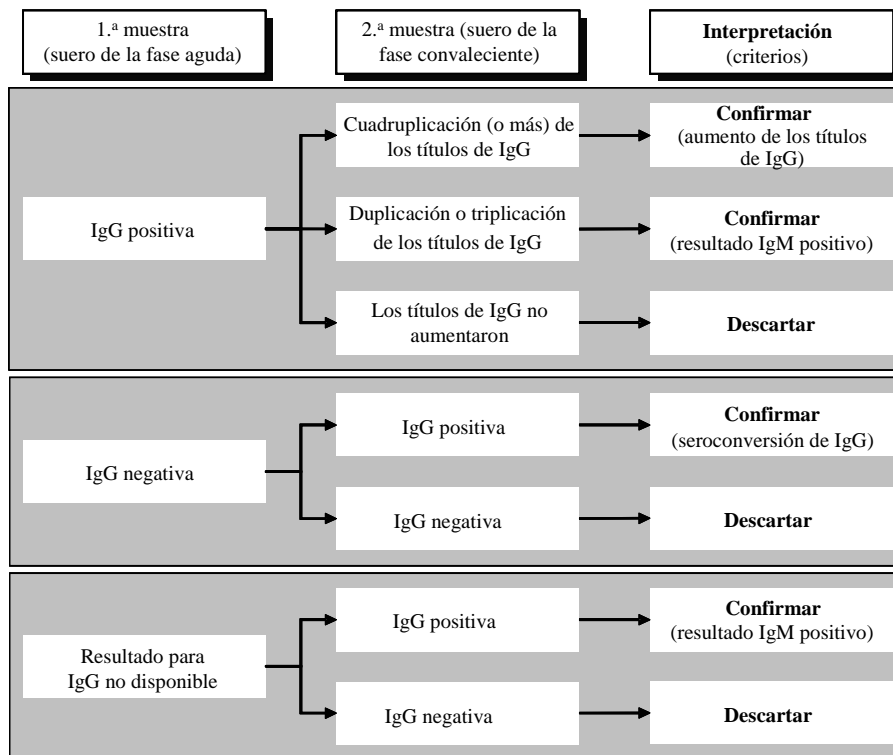 1.ª muestra
(suero de la fase aguda)
2.ª muestra (suero de la
fase convaleciente)
Interpretación
(criterios)
IgG positiva
Cuadruplicación (o más) de
los títulos de IgG
Confirmar
(aumento de los títulos
de IgG)
Duplicación o triplicación
de los títulos de IgG
Confirmar
(resultado IgM positivo)
Los títulos de IgG no
aumentaron
Descartar
IgG negativa
IgG positiva
Confirmar
(seroconversión de IgG)
IgG negativa
Descartar
Resultado para
IgG no disponible
IgG positiva
Confirmar
(resultado IgM positivo)
IgG negativa
Descartar